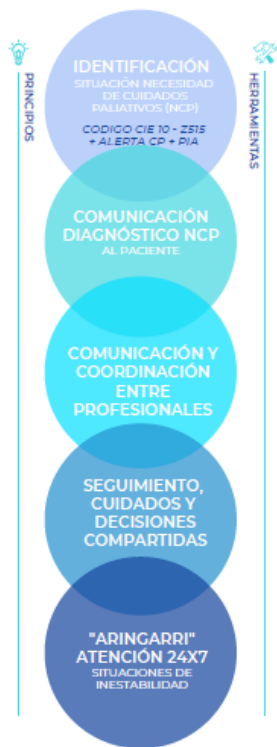 PRINCIPIOS
HERRAMIENTAS
IDENTIFICACIÓN
SITUACIÓN NECESIDAD
DE CUIDADOS
PALIATIVOS (NCP)
CODIGO CIE 10 - Z515
+ ALERTA CP + PIA
COMUNICACIÓN
DIAGNÓSTICO NCP
AL PACIENTE
COMUNICACIÓN Y
COORDINACIÓN
ENTRE
PROFESIONALES
SEGUIMIENTO,
CUIDADOS Y
DECISIONES
COMPARTIDAS
"ARINGARRI"
ATENCIÓN 24X7
SITUACIONES DE
INESTABILIDAD